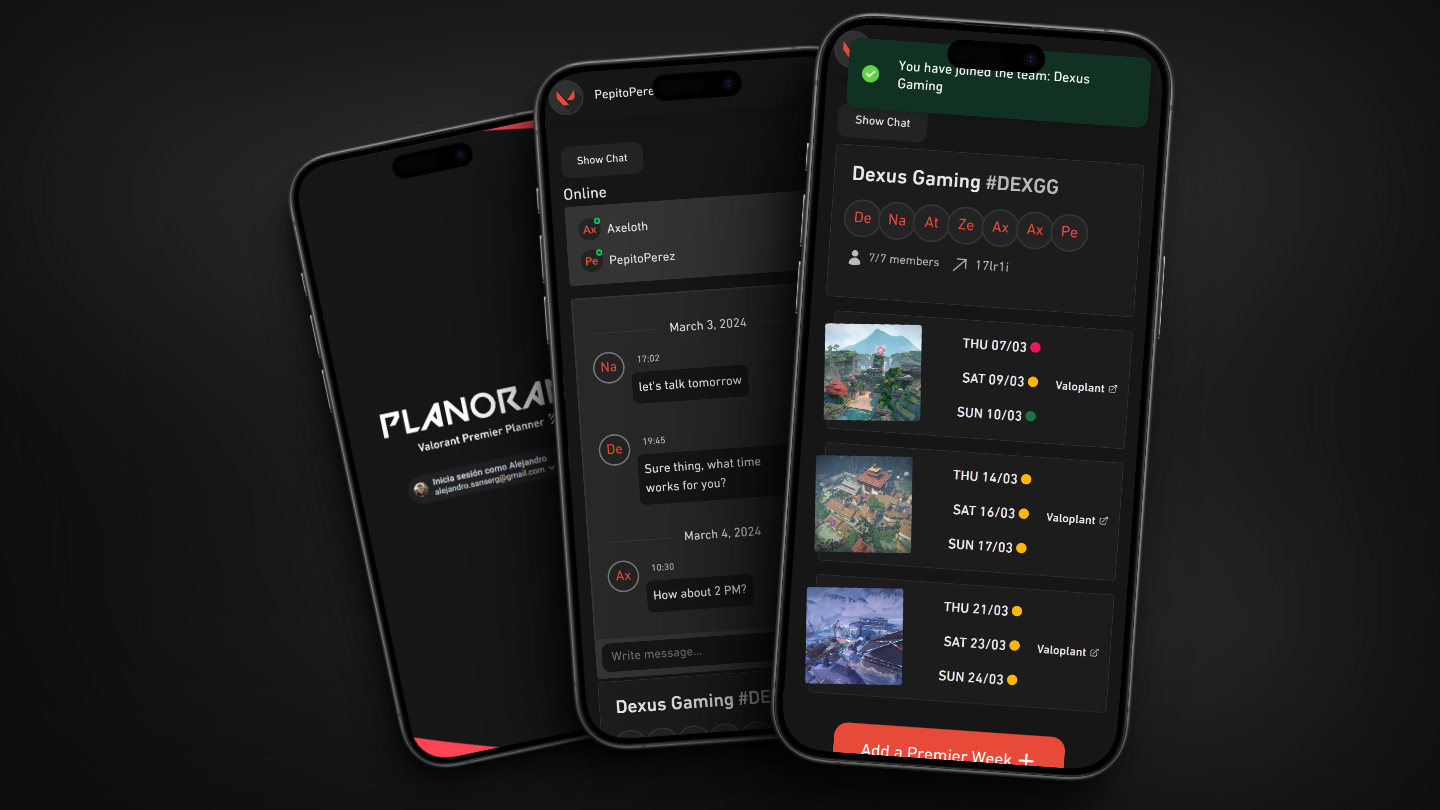 PLANORAN
Valorant Premier Planner
Inicia sesión como Alejandro
alejandro.sanserg@gmail.com
PepitoPere
Show Chat
Online
Ax Axeloth
Pe PepitoPerez
March 3, 2024
17:02
Na
let's talk tomorrow
19:45
De
Sure thing, what time
works for you?
March 4, 2024
10:30
Ax
How about 2 PM?
Write message...
Dexus Gaming #DE
You have joined the team: Dexus
Gaming
Show Chat
Dexus Gaming #DEXGG
De Na At Ze Ax Ax Pe
7/7 members 17lr1i
THU 07/03
SAT 09/03
Valoplant
SUN 10/03
THU 14/03
SAT 16/03
Valoplant
SUN 17/03
THU 21/03
SAT 23/03
Valoplant
SUN 24/03
Add a Premier Week +